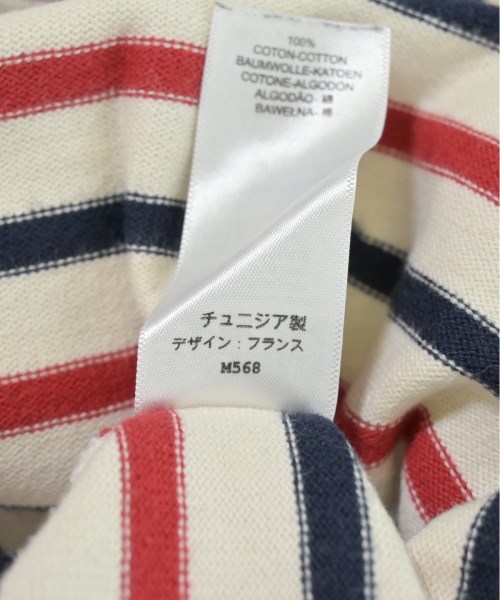 100%
COTON-COTTON
BAUMWOLLE-KATOEN
COTONE-ALGODÓN
ALGODÃO-綿
BAWEŁNA-棉
チュニジア製
デザイン：フランス
M568